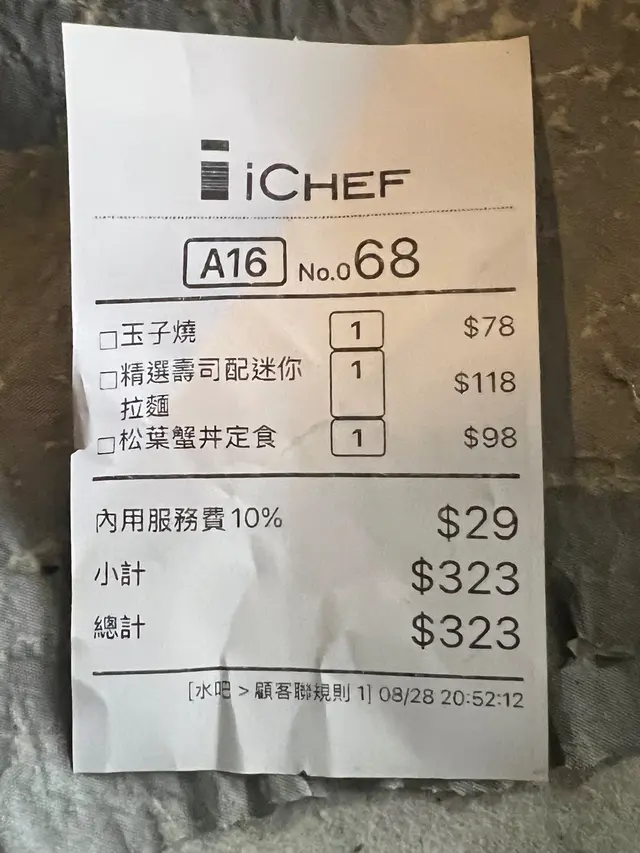 iCHEF
A16 No.068
玉子燒 1 $78
精選壽司配迷你 1 $118
拉麵
松葉蟹丼定食 1 $98
內用服務費10% $29
小計 $323
總計 $323
[水吧 > 顧客聯規則 1] 08/28 20:52:12